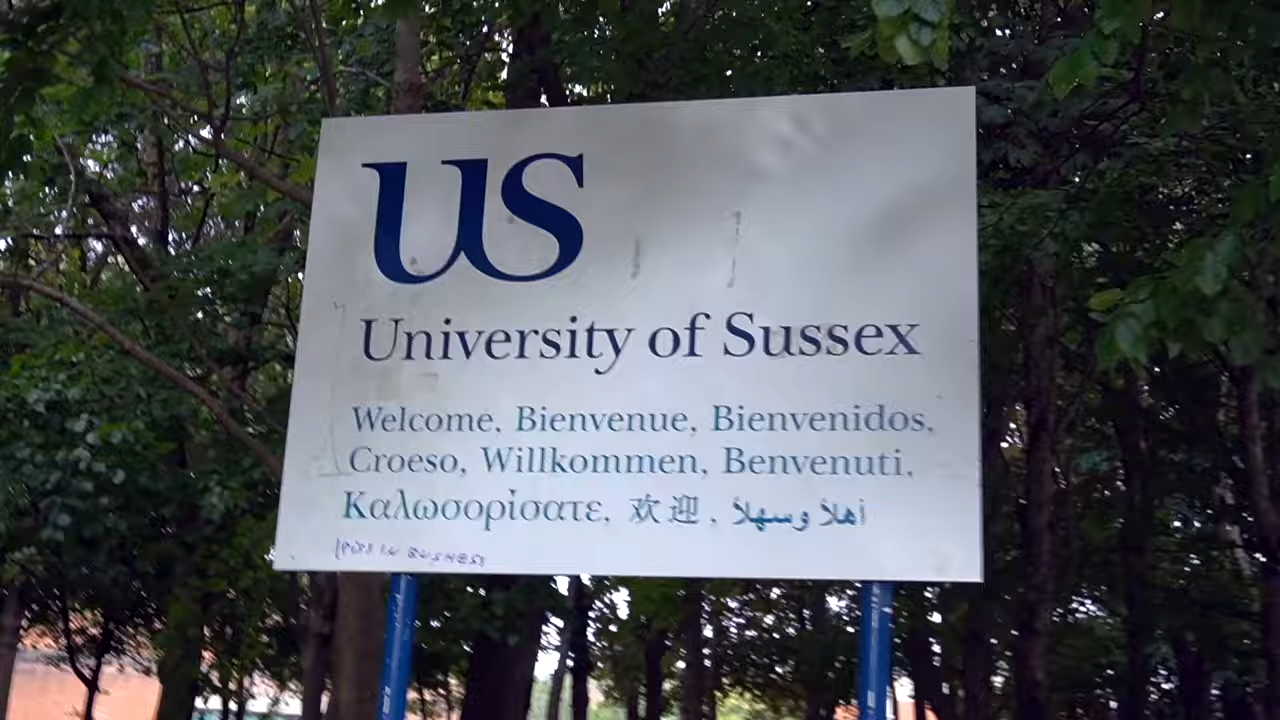 US
University of Sussex
Welcome, Bienvenue, Bienvenidos,
Croeso, Willkommen, Benvenuti,
Καλωσορίσατε, 欢迎, أهلاً وسهلاً